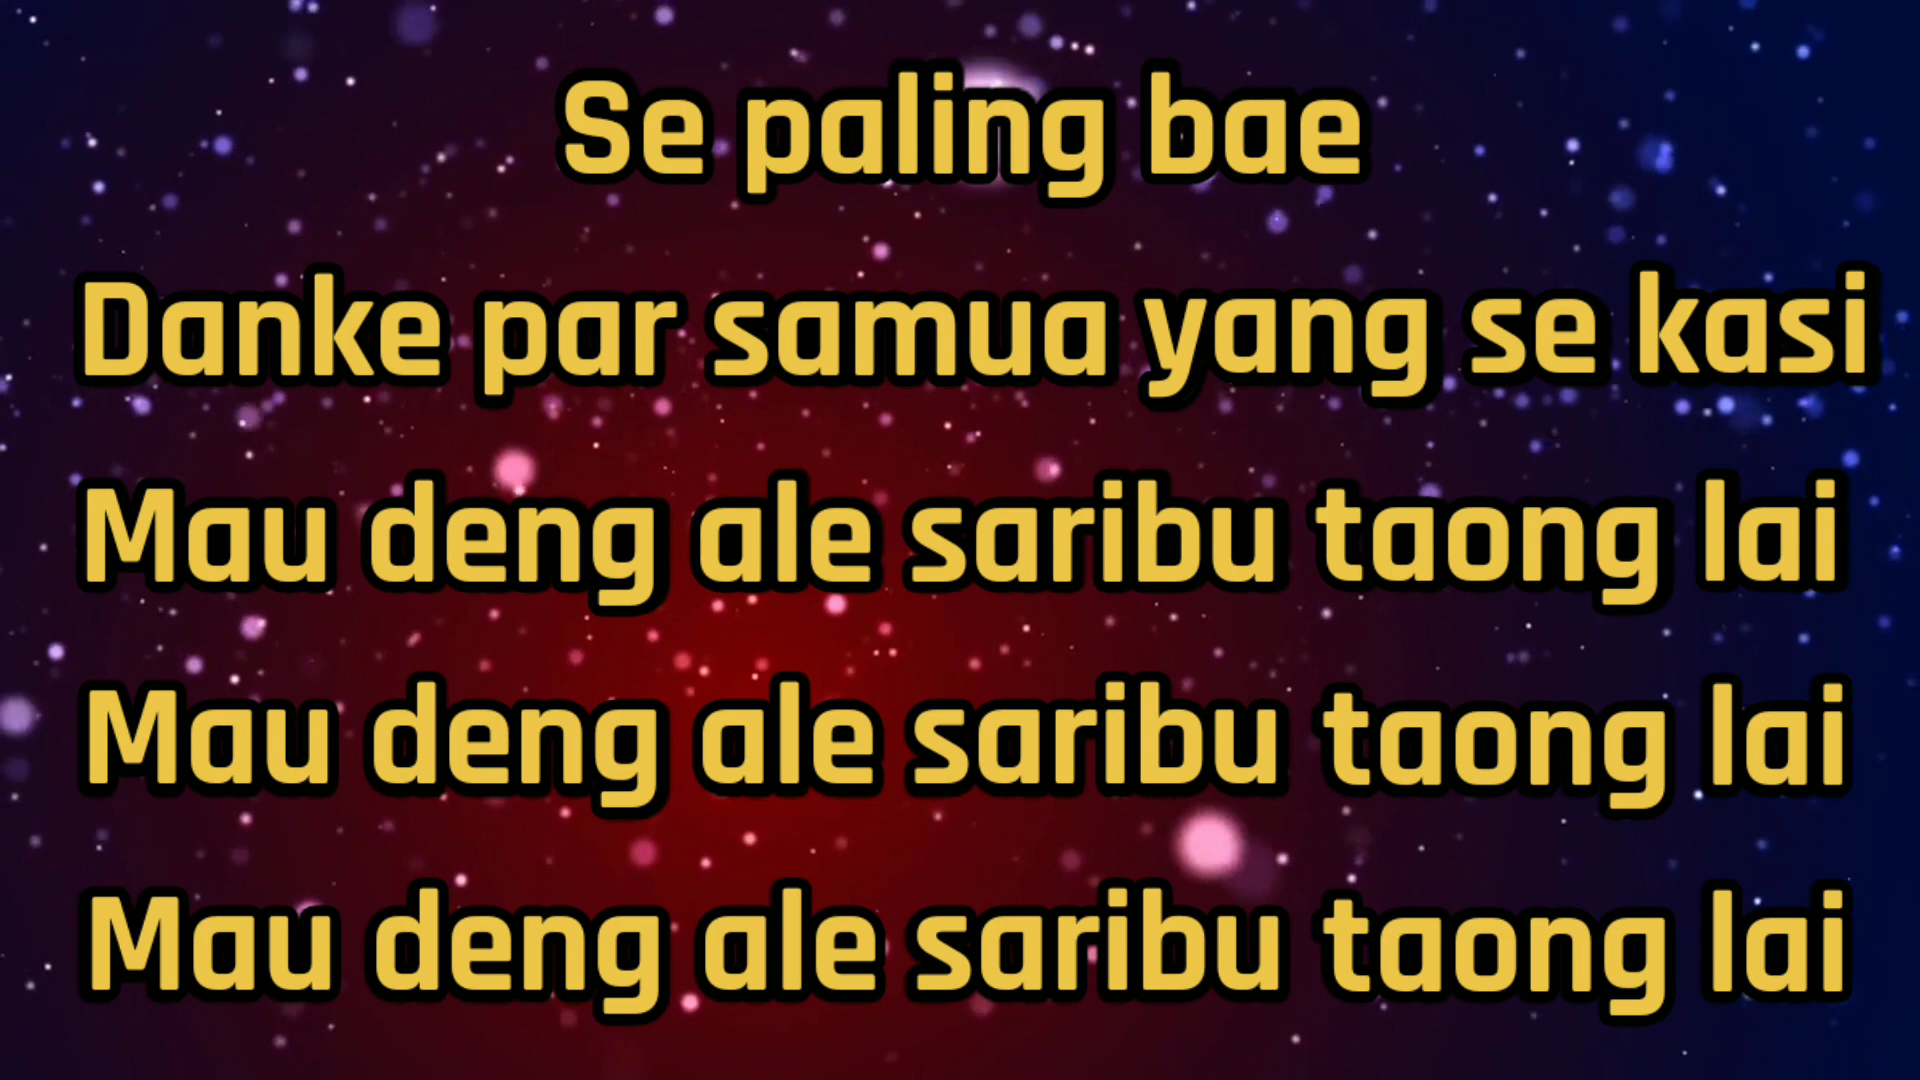 Se paling bae
Danke par samua yang se kasi
Mau deng ale saribu taong lai
Mau deng ale saribu taong lai
Mau deng ale saribu taong lai